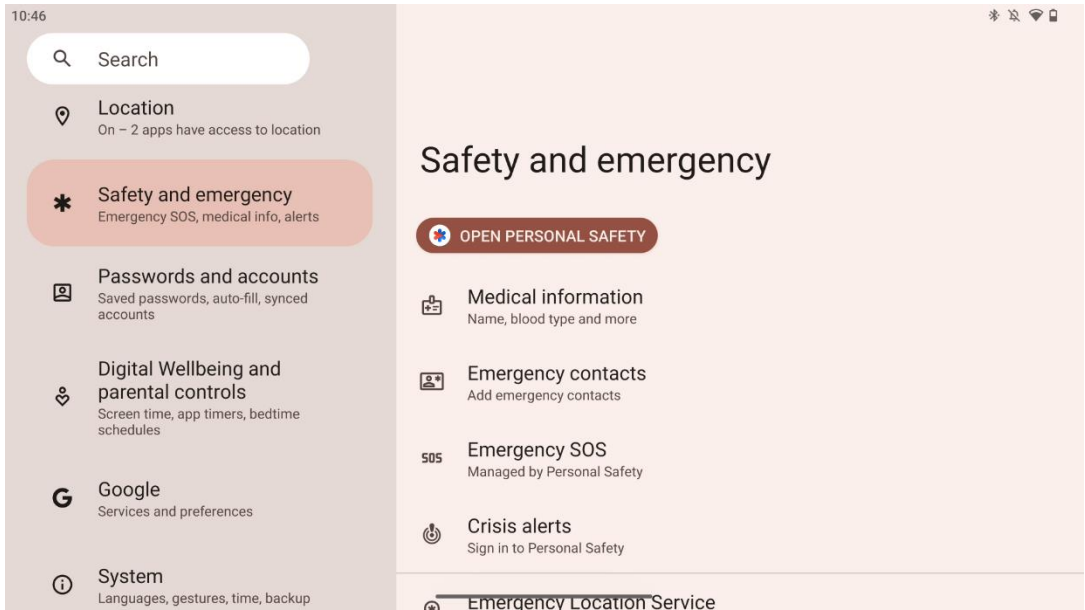 10:46
Search
Location
On – 2 apps have access to location
Safety and emergency
Emergency SOS, medical info, alerts
Passwords and accounts
Saved passwords, auto-fill, synced
accounts
Digital Wellbeing and
parental controls
Screen time, app timers, bedtime
schedules
Google
Services and preferences
System
Languages, gestures, time, backup
Safety and emergency
OPEN PERSONAL SAFETY
Medical information
Name, blood type and more
Emergency contacts
Add emergency contacts
SOS
Emergency SOS
Managed by Personal Safety
Crisis alerts
Sign in to Personal Safety
Emergency Location Service